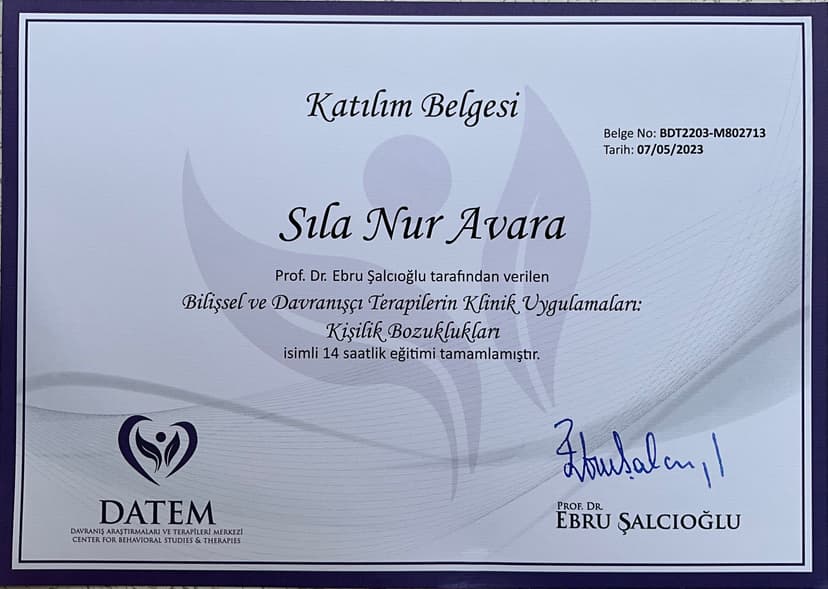 Katılım Belgesi
Belge No: BDT2203-M802713
Tarih: 07/05/2023
Sıla Nur Avara
Prof. Dr. Ebru Şalcıoğlu tarafından verilen
Bilişsel ve Davranışçı Terapilerin Klinik Uygulamaları:
Kişilik Bozuklukları
isimli 14 saatlik eğitimi tamamlamıştır.
DATEM
DAVRANIŞ ARAŞTIRMALARI VE TERAPİLERİ MERKEZİ
CENTER FOR BEHAVIORAL STUDIES & THERAPIES
PROF. DR.
EBRU ŞALCIOĞLU